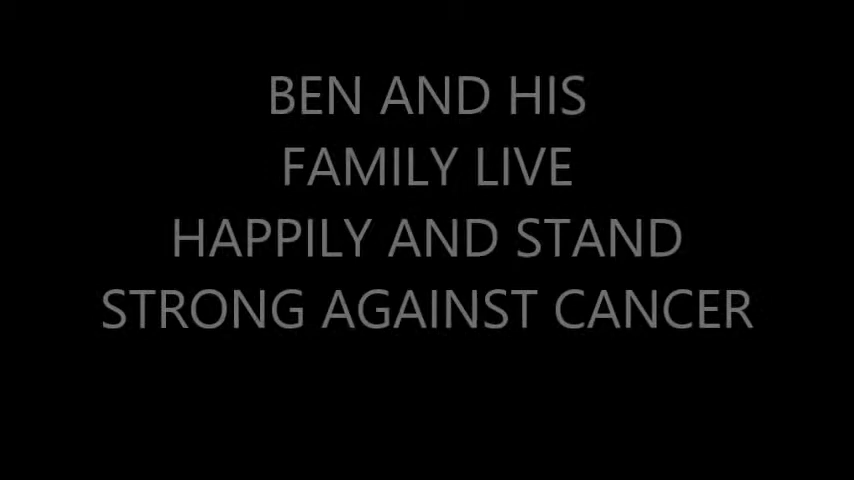 BEN AND HIS
FAMILY LIVE
HAPPILY AND STAND
STRONG AGAINST CANCER